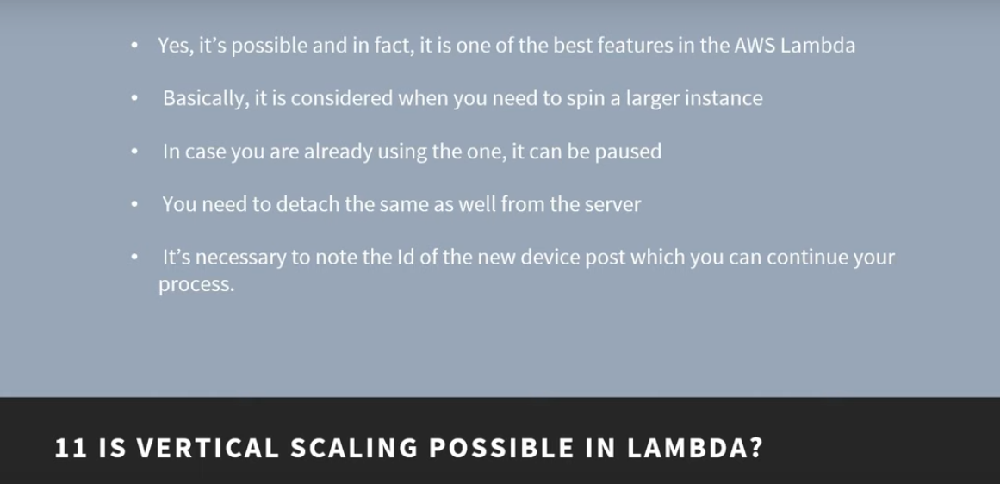 • Yes, it's possible and in fact, it is one of the best features in the AWS Lambda
• Basically, it is considered when you need to spin a larger instance
• In case you are already using the one, it can be paused
• You need to detach the same as well from the server
• It's necessary to note the Id of the new device post which you can continue your
process.
11 IS VERTICAL SCALING POSSIBLE IN LAMBDA?